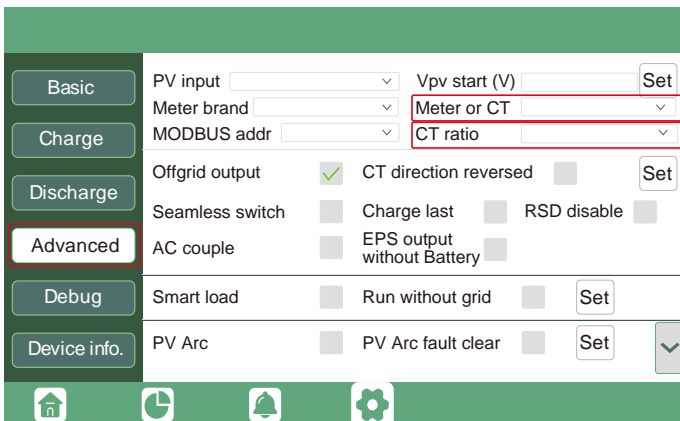 Basic
Charge
Discharge
Advanced
Debug
Device info.
PV input Vpv start (V) Set
Meter brand Meter or CT
MODBUS addr CT ratio
Offgrid output CT direction reversed Set
Seamless switch Charge last RSD disable
AC couple EPS output
without Battery
Smart load Run without grid Set
PV Arc PV Arc fault clear Set